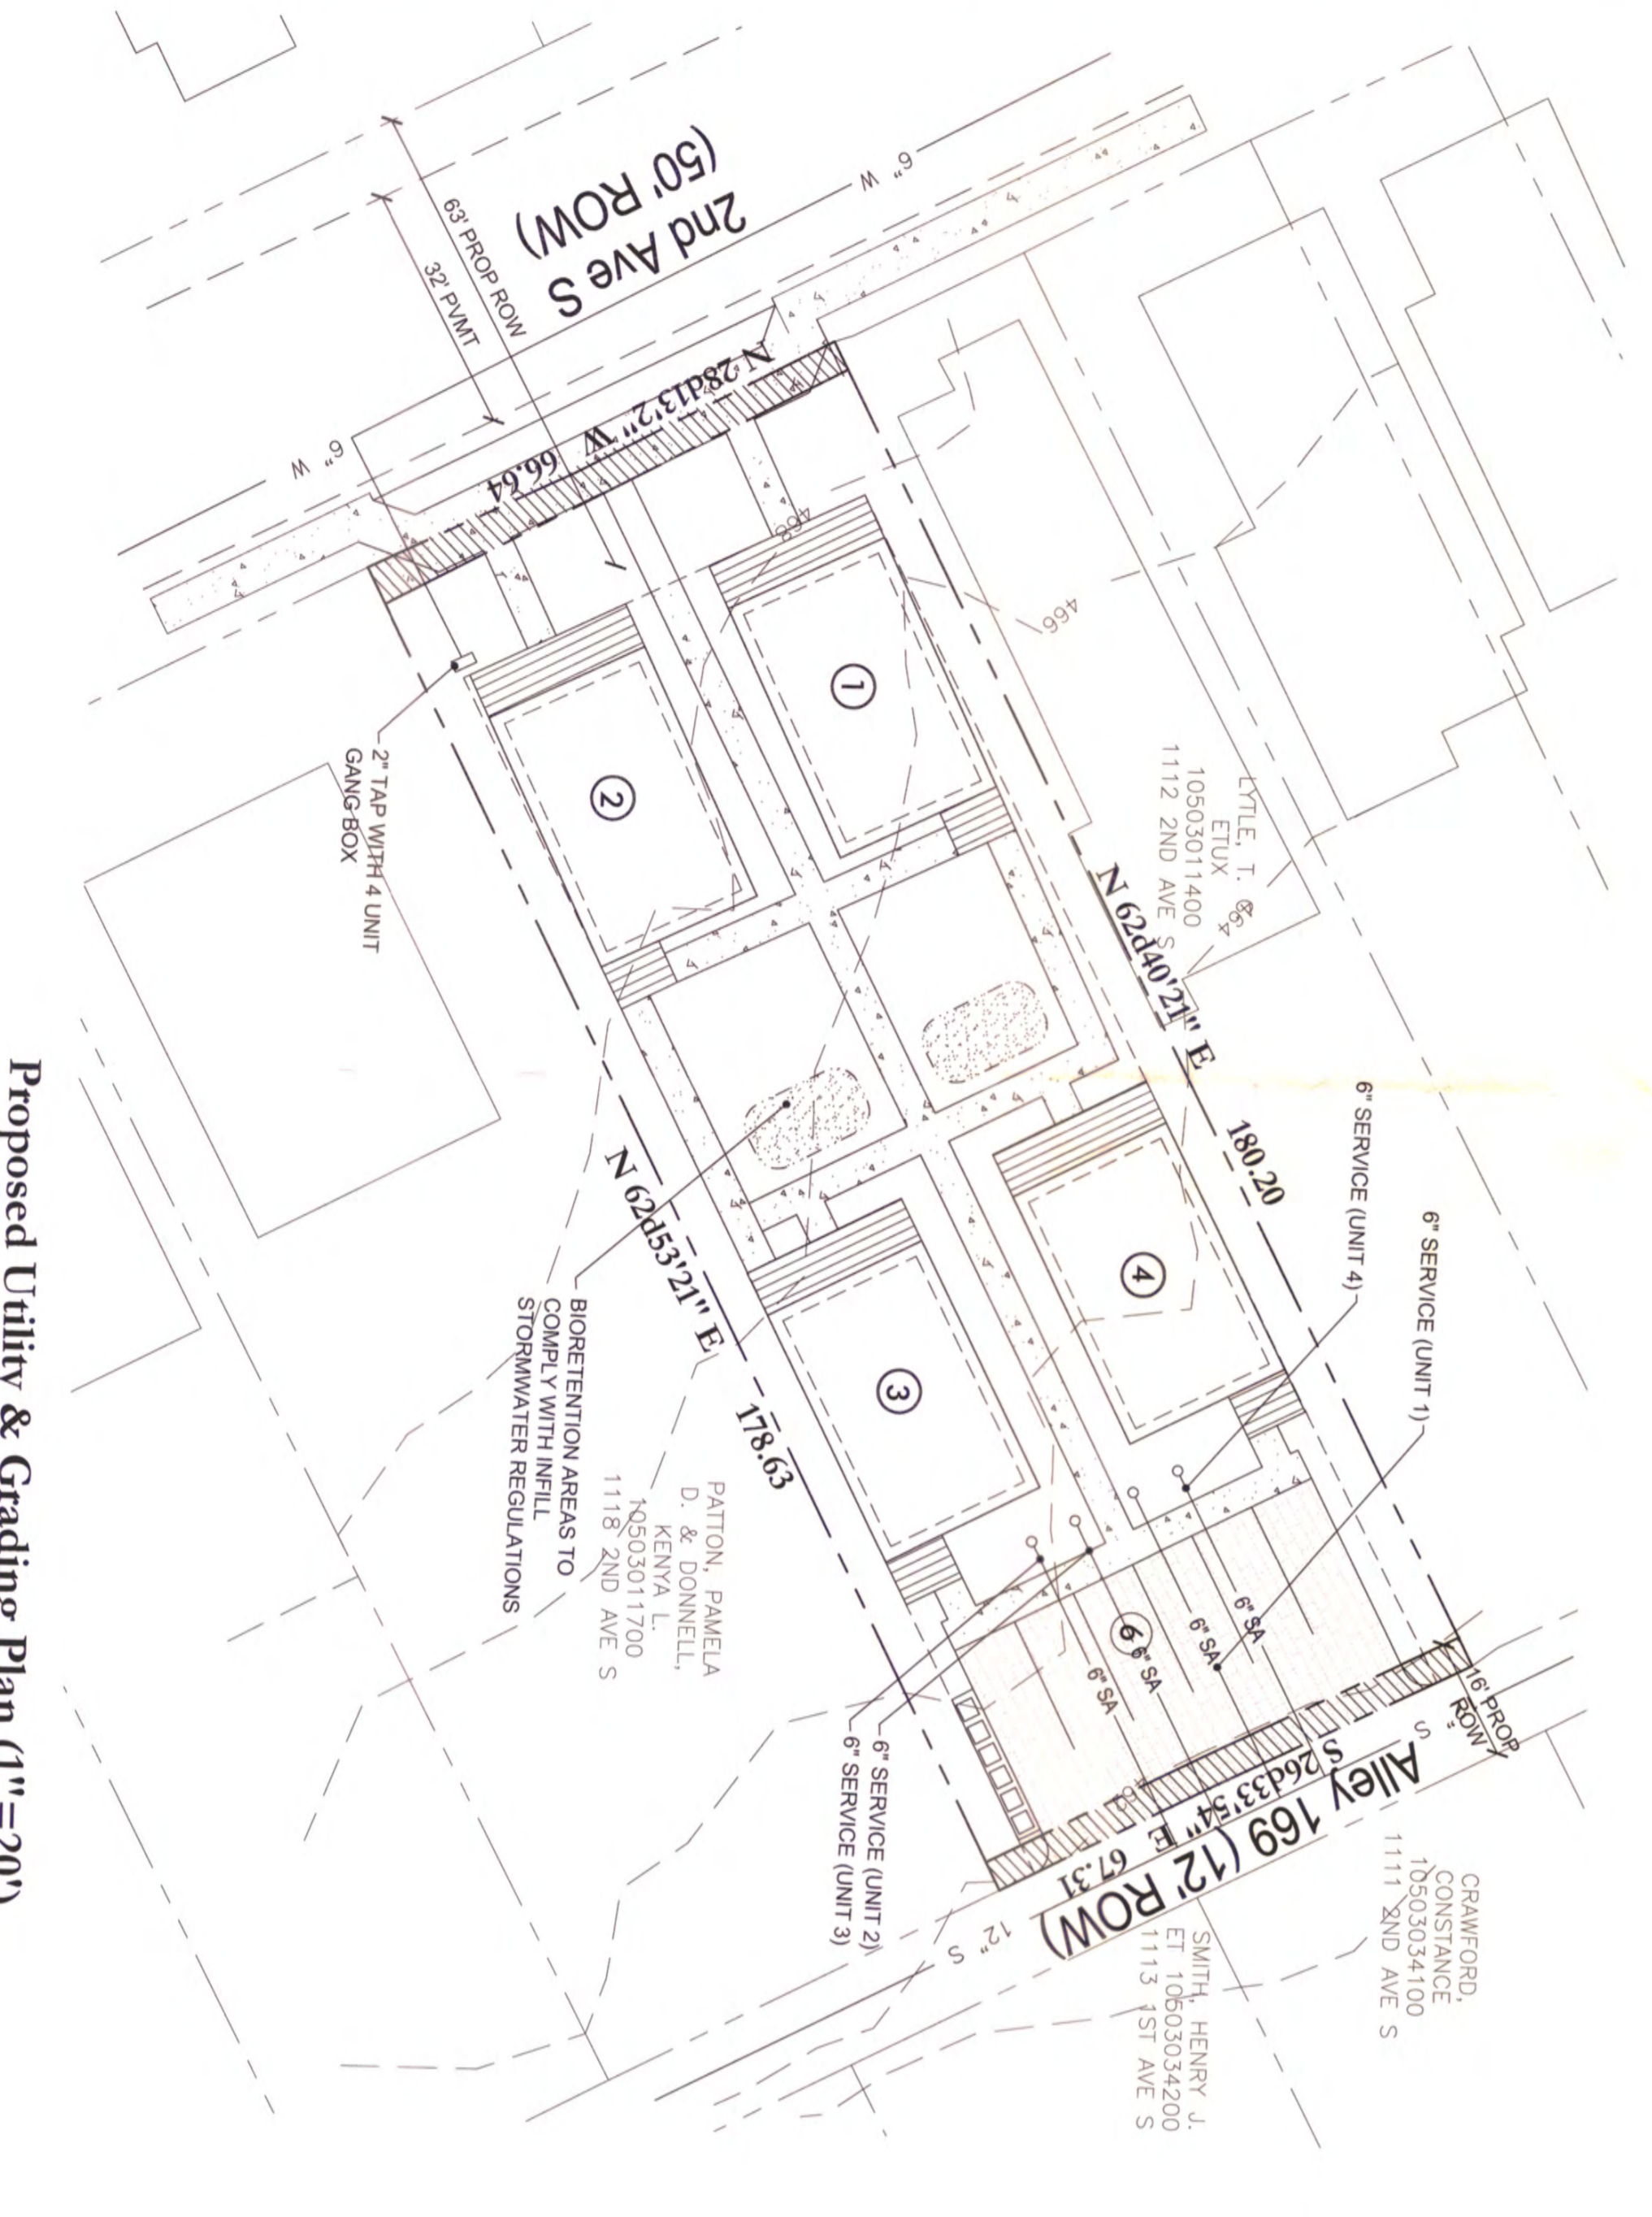 2nd Ave S
(50' ROW)
63' PROP ROW
32' PVMT
6" W
6" W
N 28d13'2" W
66.64
468
466
464
462
1
2
3
4
6
LYTLE, T.
ETUX
10503011400
1112 2ND AVE S
N 62d40'21" E
180.20
6" SERVICE (UNIT 4)
6" SERVICE (UNIT 1)
2" TAP WITH 4 UNIT
GANG BOX
N 62d53'21" E
178.63
BIORETENTION AREAS TO
COMPLY WITH INFILL
STORMWATER REGULATIONS
PATTON, PAMELA
D. & DONNELL,
KENYA L.
10503011700
1118 2ND AVE S
6" SA
6" SA
6" SA
6" SA
6" SERVICE (UNIT 2)
6" SERVICE (UNIT 3)
16' PROP
ROW
S
S 26d33'54" E
67.31
Alley 169 (12' ROW)
12" S
CRAWFORD,
CONSTANCE
10503034100
1111 2ND AVE S
SMITH, HENRY J.
ET 10503034200
1113 1ST AVE S
Proposed Utility & Grading Plan (1"=20')